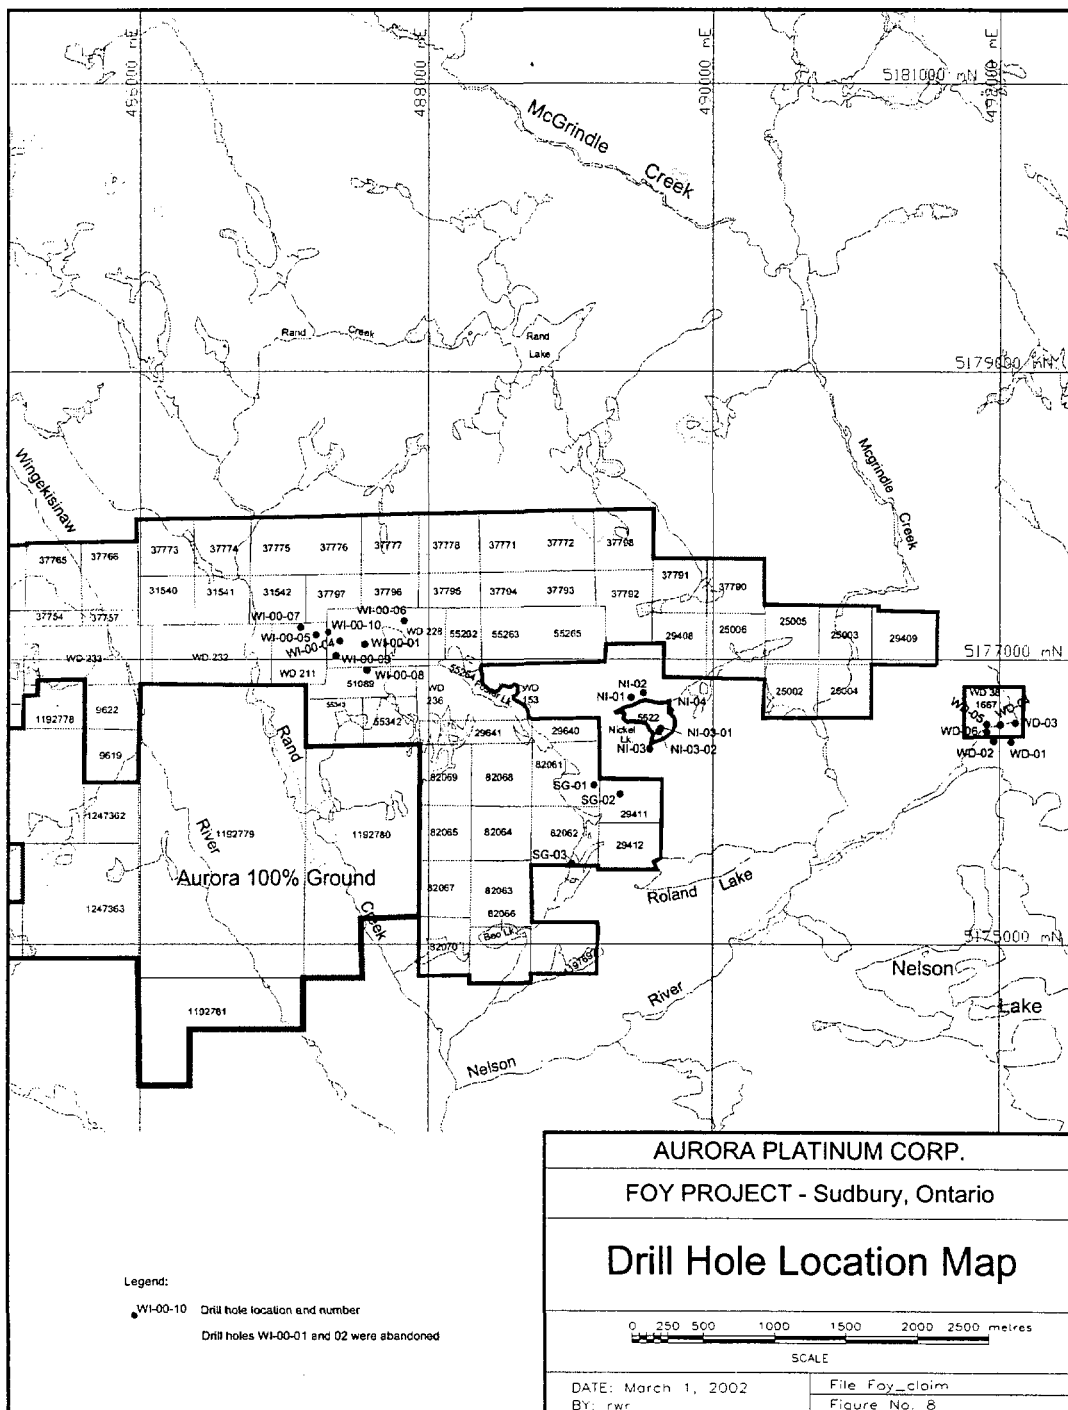 486000 mE
488000 mE
490000 mE
492000 mE
5181000 mN
McGrindle
Creek
Rand Creek
Rand
Lake
5179000 mN
Wingekisinaw
Mcgrindle
Creek
37765
37766
37773
37774
37775
37776
37777
37778
37771
37772
37798
37791
37790
31540
31541
31542
37797
37796
37795
37794
37793
37792
37754
37757
WI-00-07
WI-00-06
WI-00-10
WI-00-05
WI-00-04
WI-00-01
WI-00-08
WD 228
55263
55265
29408
25006
25005
25003
29409
WD 233
WD 232
WD 211
5177000 mN
51089
55264
WD
236
WD
153
55342
NI-02
NI-01
NI-04
5522
Nickel
Lk
NI-03-01
NI-03
NI-03-02
25002
WD 38
1667
WD-05
WD-03
WD-06
WD-02
WD-01
1192778
9622
9619
29641
29640
82069
82068
82061
SG-01
SG-02
29411
1247362
1192779
1192780
82065
82064
82062
29412
SG-03
River
Rand
Creek
Aurora 100% Ground
Roland Lake
1247363
82067
82063
82066
82070
5175000 mN
Nelson
Lake
River
Nelson
AURORA PLATINUM CORP.
FOY PROJECT - Sudbury, Ontario
Drill Hole Location Map
Legend:
WI-00-10 Drill hole location and number
Drill holes WI-00-01 and 02 were abandoned
0 250 500 1000 1500 2000 2500 metres
SCALE
DATE: March 1, 2002
File Foy_claim
BY: rwr
Figure No. 8